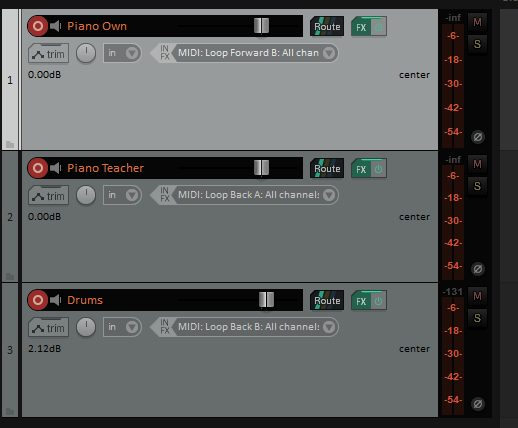 Piano Own
Route FX
-inf
M
trim in IN FX MIDI: Loop Forward B: All chan
S
0.00dB center
-6-
-18-
-30-
-42-
-54-
1
Piano Teacher
Route FX
-inf
M
trim in IN FX MIDI: Loop Back A: All channels
S
0.00dB center
-6-
-18-
-30-
-42-
-54-
2
Drums
Route FX
-131
M
trim in IN FX MIDI: Loop Back B: All channels
S
2.12dB center
-6-
-18-
-30-
-42-
-54-
3